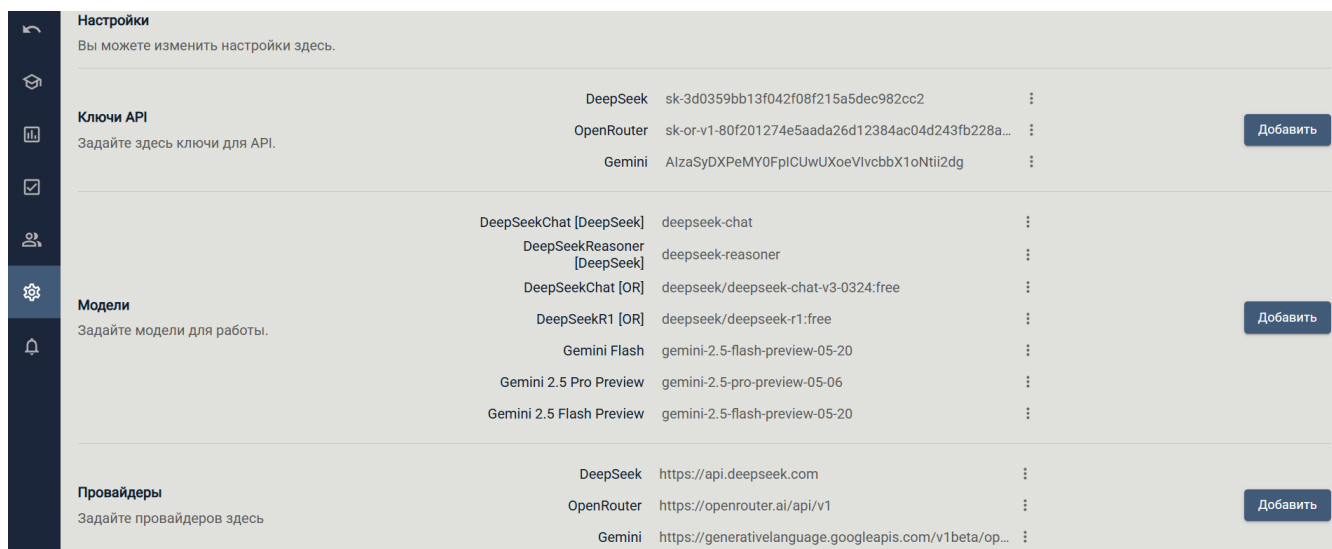 Настройки
Вы можете изменить настройки здесь.
Ключи API
Задайте здесь ключи для API.
DeepSeek sk-3d0359bb13f042f08f215a5dec982cc2
OpenRouter sk-or-v1-80f201274e5aada26d12384ac04d243fb228a...
Gemini AIzaSyDXPeMY0FpICUwUXoeVIvcbbX1oNtii2dg
Добавить
Модели
Задайте модели для работы.
DeepSeekChat [DeepSeek] deepseek-chat
DeepSeekReasoner
[DeepSeek] deepseek-reasoner
DeepSeekChat [OR] deepseek/deepseek-chat-v3-0324:free
DeepSeekR1 [OR] deepseek/deepseek-r1:free
Gemini Flash gemini-2.5-flash-preview-05-20
Gemini 2.5 Pro Preview gemini-2.5-pro-preview-05-06
Gemini 2.5 Flash Preview gemini-2.5-flash-preview-05-20
Добавить
Провайдеры
Задайте провайдеров здесь
DeepSeek https://api.deepseek.com
OpenRouter https://openrouter.ai/api/v1
Gemini https://generativelanguage.googleapis.com/v1beta/op...
Добавить